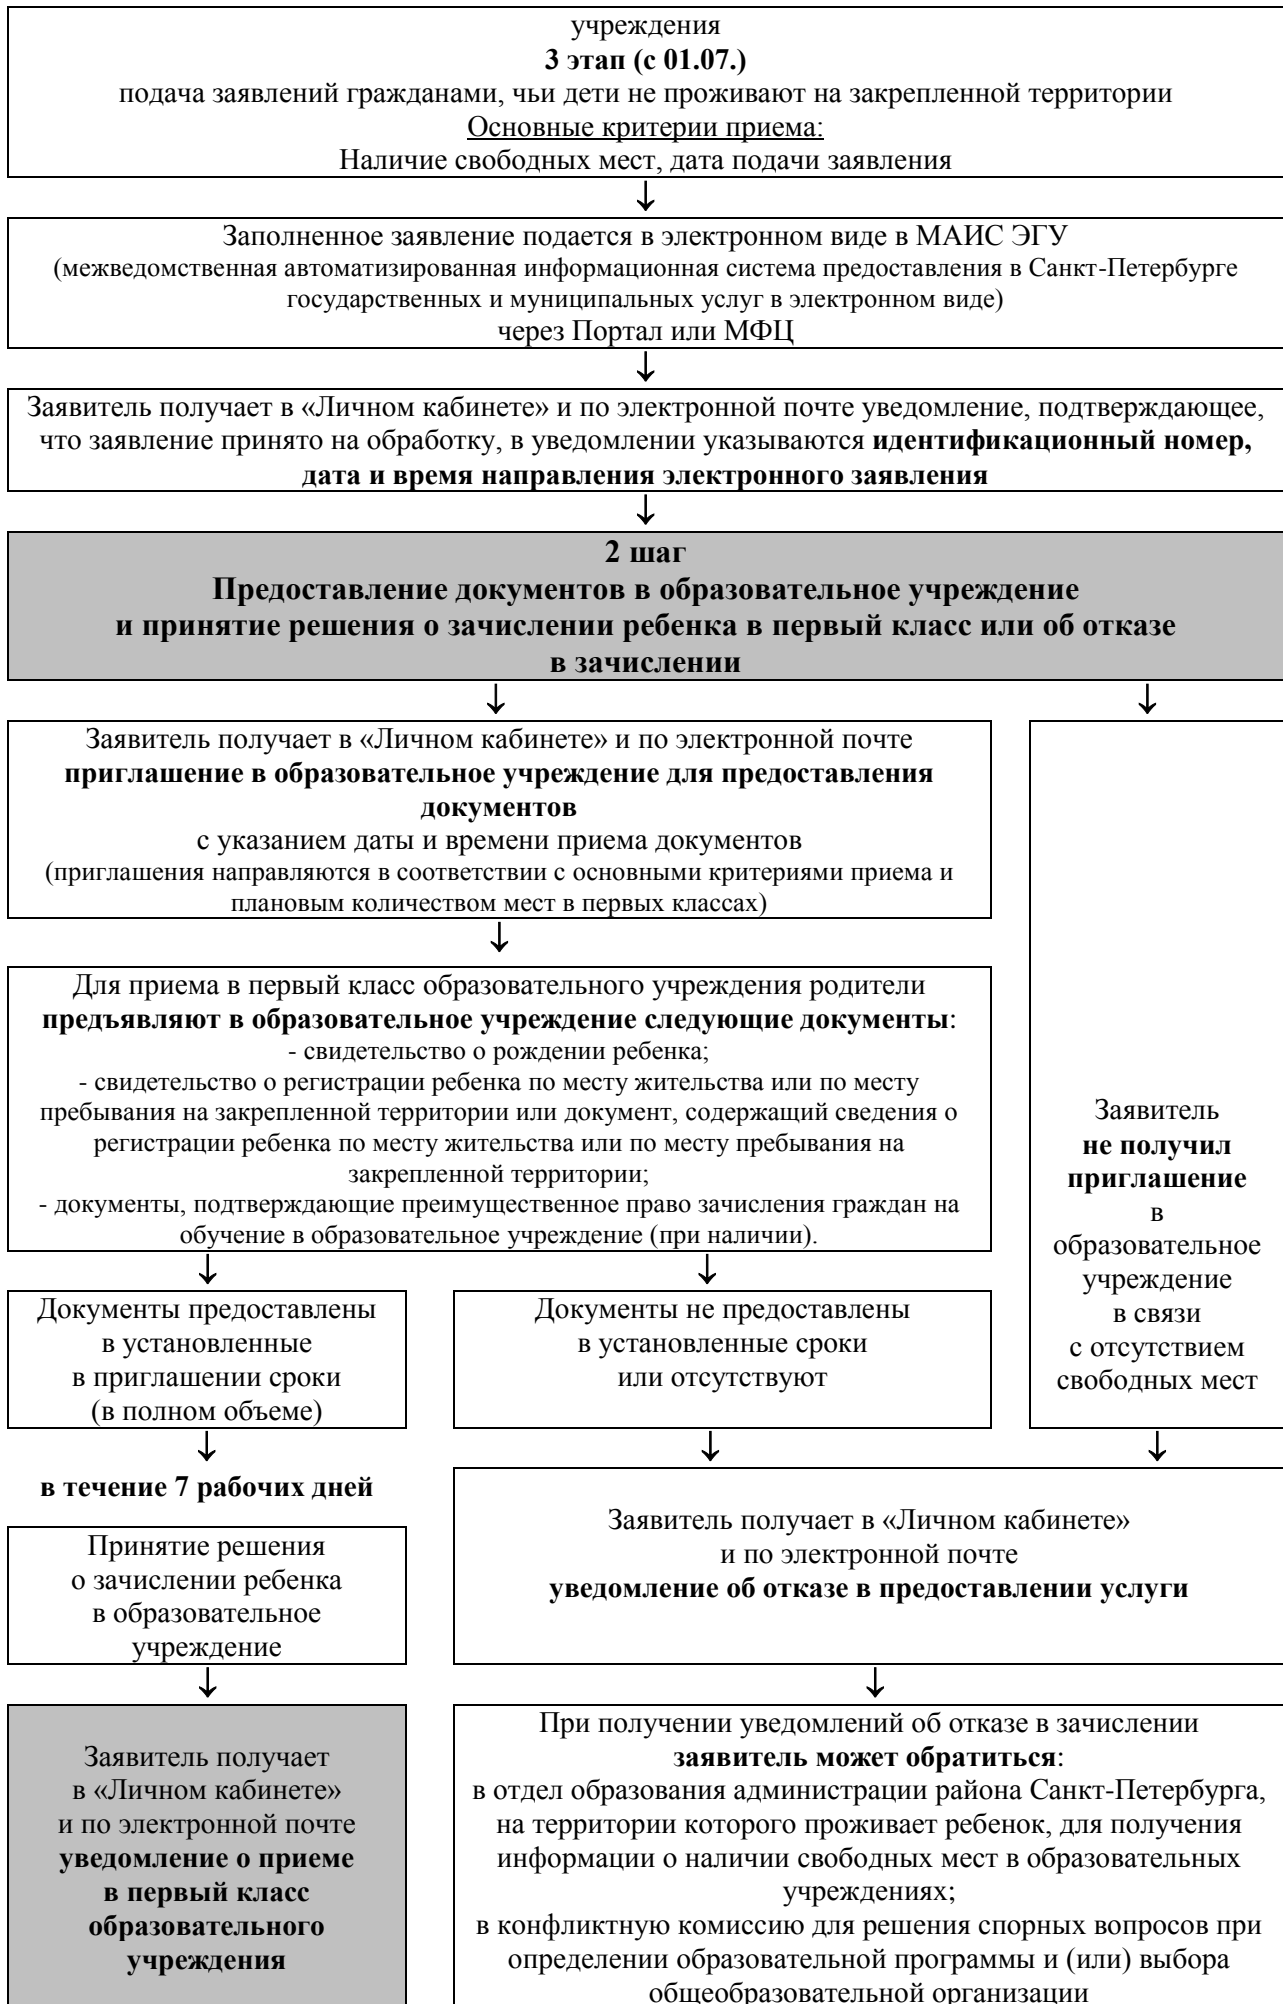 учреждения
3 этап (с 01.07.)
подача заявлений гражданами, чьи дети не проживают на закрепленной территории
Основные критерии приема:
Наличие свободных мест, дата подачи заявления
Заполненное заявление подается в электронном виде в МАИС ЭГУ
(межведомственная автоматизированная информационная система предоставления в Санкт-Петербурге
государственных и муниципальных услуг в электронном виде)
через Портал или МФЦ
Заявитель получает в «Личном кабинете» и по электронной почте уведомление, подтверждающее,
что заявление принято на обработку, в уведомлении указываются идентификационный номер,
дата и время направления электронного заявления
2 шаг
Предоставление документов в образовательное учреждение
и принятие решения о зачислении ребенка в первый класс или об отказе
в зачислении
Заявитель получает в «Личном кабинете» и по электронной почте
приглашение в образовательное учреждение для предоставления
документов
с указанием даты и времени приема документов
(приглашения направляются в соответствии с основными критериями приема и
плановым количеством мест в первых классах)
Для приема в первый класс образовательного учреждения родители
предъявляют в образовательное учреждение следующие документы:
- свидетельство о рождении ребенка;
- свидетельство о регистрации ребенка по месту жительства или по месту
пребывания на закрепленной территории или документ, содержащий сведения о
регистрации ребенка по месту жительства или по месту пребывания на
закрепленной территории;
- документы, подтверждающие преимущественное право зачисления граждан на
обучение в образовательное учреждение (при наличии).
Заявитель
не получил
приглашение
в
образовательное
учреждение
в связи
с отсутствием
свободных мест
Документы предоставлены
в установленные
в приглашении сроки
(в полном объеме)
Документы не предоставлены
в установленные сроки
или отсутствуют
в течение 7 рабочих дней
Принятие решения
о зачислении ребенка
в образовательное
учреждение
Заявитель получает в «Личном кабинете»
и по электронной почте
уведомление об отказе в предоставлении услуги
Заявитель получает
в «Личном кабинете»
и по электронной почте
уведомление о приеме
в первый класс
образовательного
учреждения
При получении уведомлений об отказе в зачислении
заявитель может обратиться:
в отдел образования администрации района Санкт-Петербурга,
на территории которого проживает ребенок, для получения
информации о наличии свободных мест в образовательных
учреждениях;
в конфликтную комиссию для решения спорных вопросов при
определении образовательной программы и (или) выбора
общеобразовательной организации